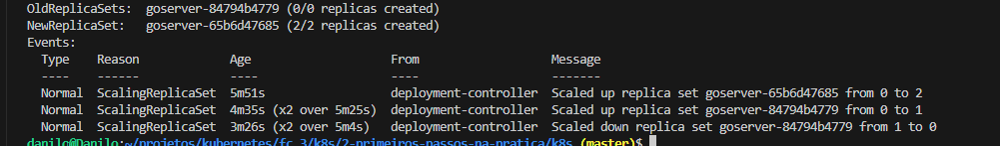 OldReplicaSets:  goserver-84794b4779 (0/0 replicas created)
NewReplicaSet:   goserver-65b6d47685 (2/2 replicas created)
Events:
  Type    Reason             Age                    From                   Message
  ----    ------             ----                   ----                   -------
  Normal  ScalingReplicaSet  5m51s                  deployment-controller  Scaled up replica set goserver-65b6d47685 from 0 to 2
  Normal  ScalingReplicaSet  4m35s (x2 over 5m25s)  deployment-controller  Scaled up replica set goserver-84794b4779 from 0 to 1
  Normal  ScalingReplicaSet  3m26s (x2 over 5m4s)   deployment-controller  Scaled down replica set goserver-84794b4779 from 1 to 0
danilo@Danilo:~/projetos/kubernetes/fc_3/k8s/2-primeiros-passos-na-pratica/k8s (master)$